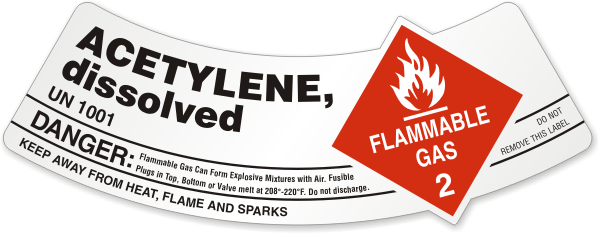 ACETYLENE,
dissolved
UN 1001
DANGER:
Flammable Gas Can Form Explosive Mixtures with Air. Fusible
Plugs in Top, Bottom or Valve melt at 208°-220°F. Do not discharge.
KEEP AWAY FROM HEAT, FLAME AND SPARKS
FLAMMABLE
GAS
2
DO NOT
REMOVE THIS LABEL